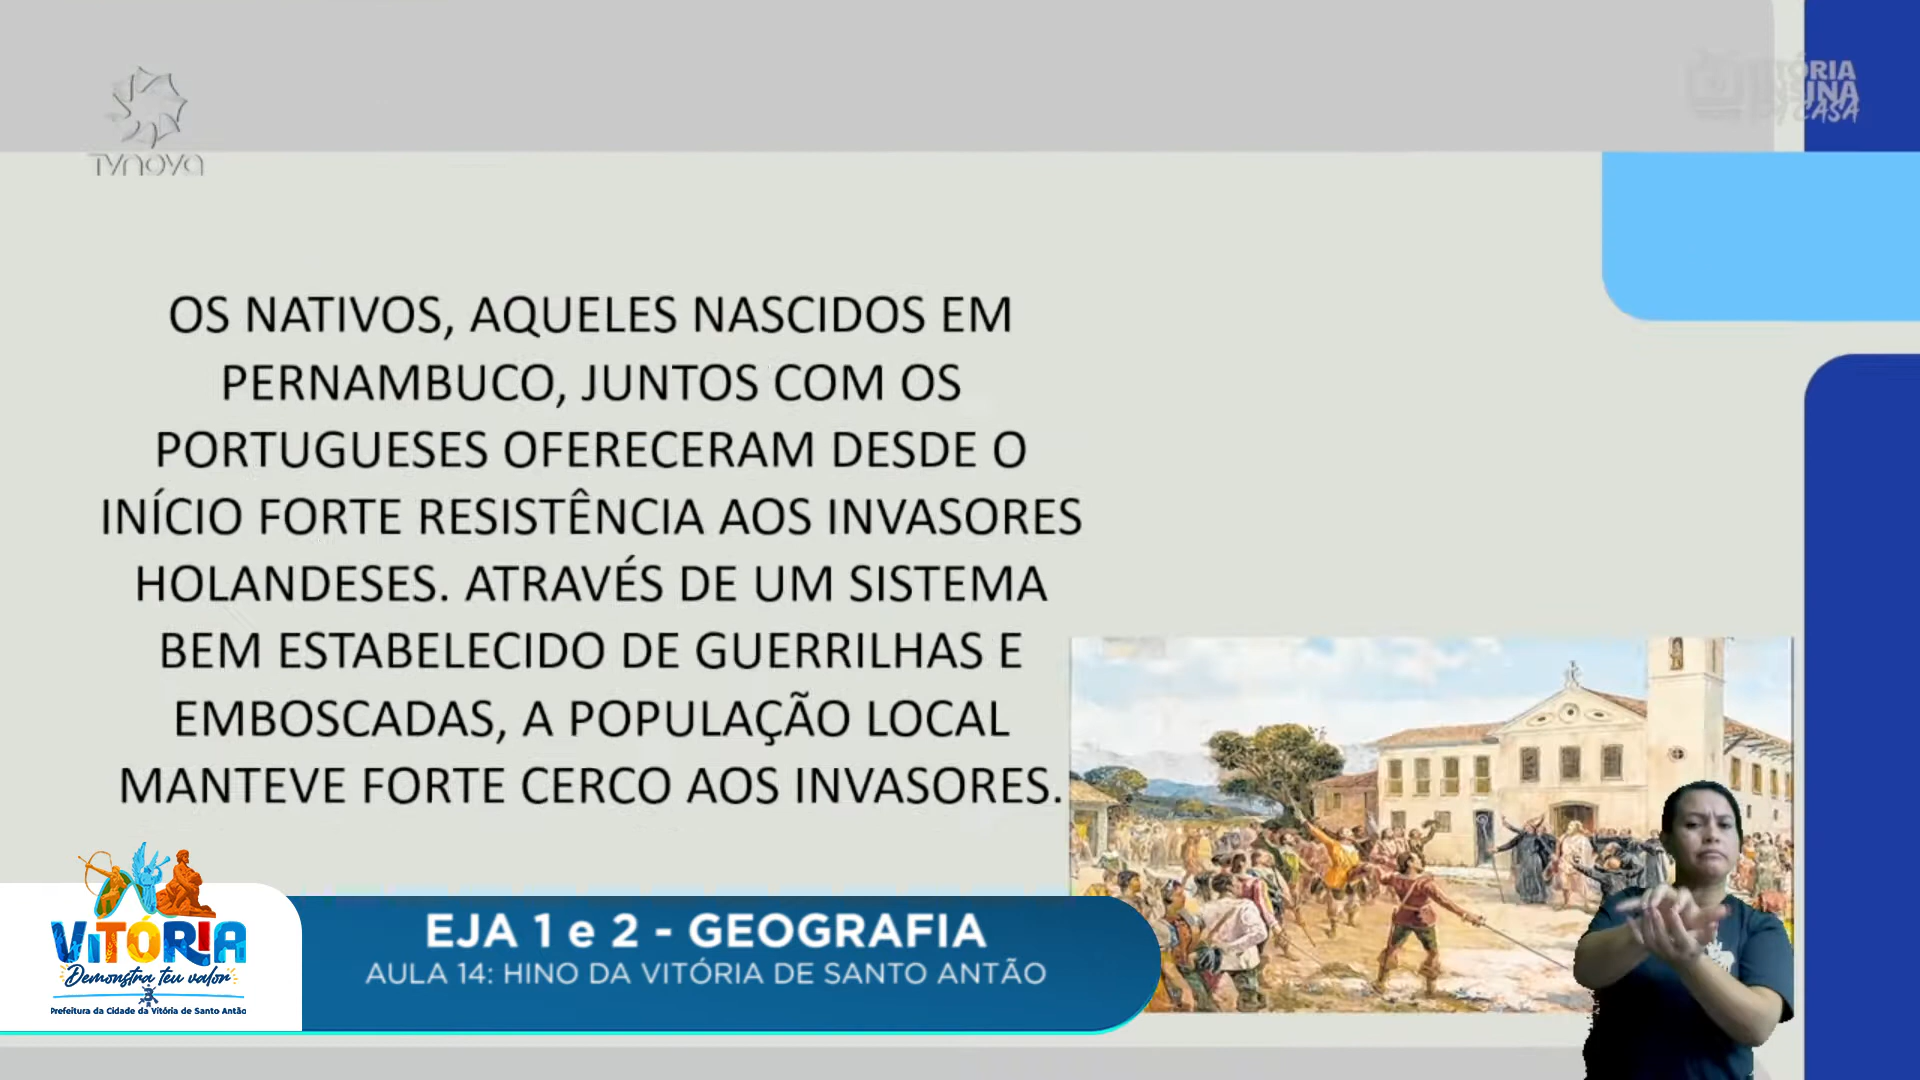 TVNOVA
OS NATIVOS, AQUELES NASCIDOS EM
PERNAMBUCO, JUNTOS COM OS
PORTUGUESES OFERECERAM DESDE O
INÍCIO FORTE RESISTÊNCIA AOS INVASORES
HOLANDESES. ATRAVÉS DE UM SISTEMA
BEM ESTABELECIDO DE GUERRILHAS E
EMBOSCADAS, A POPULAÇÃO LOCAL
MANTEVE FORTE CERCO AOS INVASORES.
EJA 1 e 2 - GEOGRAFIA
AULA 14: HINO DA VITÓRIA DE SANTO ANTÃO
VITÓRIA
Demonstra teu valor
Prefeitura da Cidade da Vitória de Santo Antão